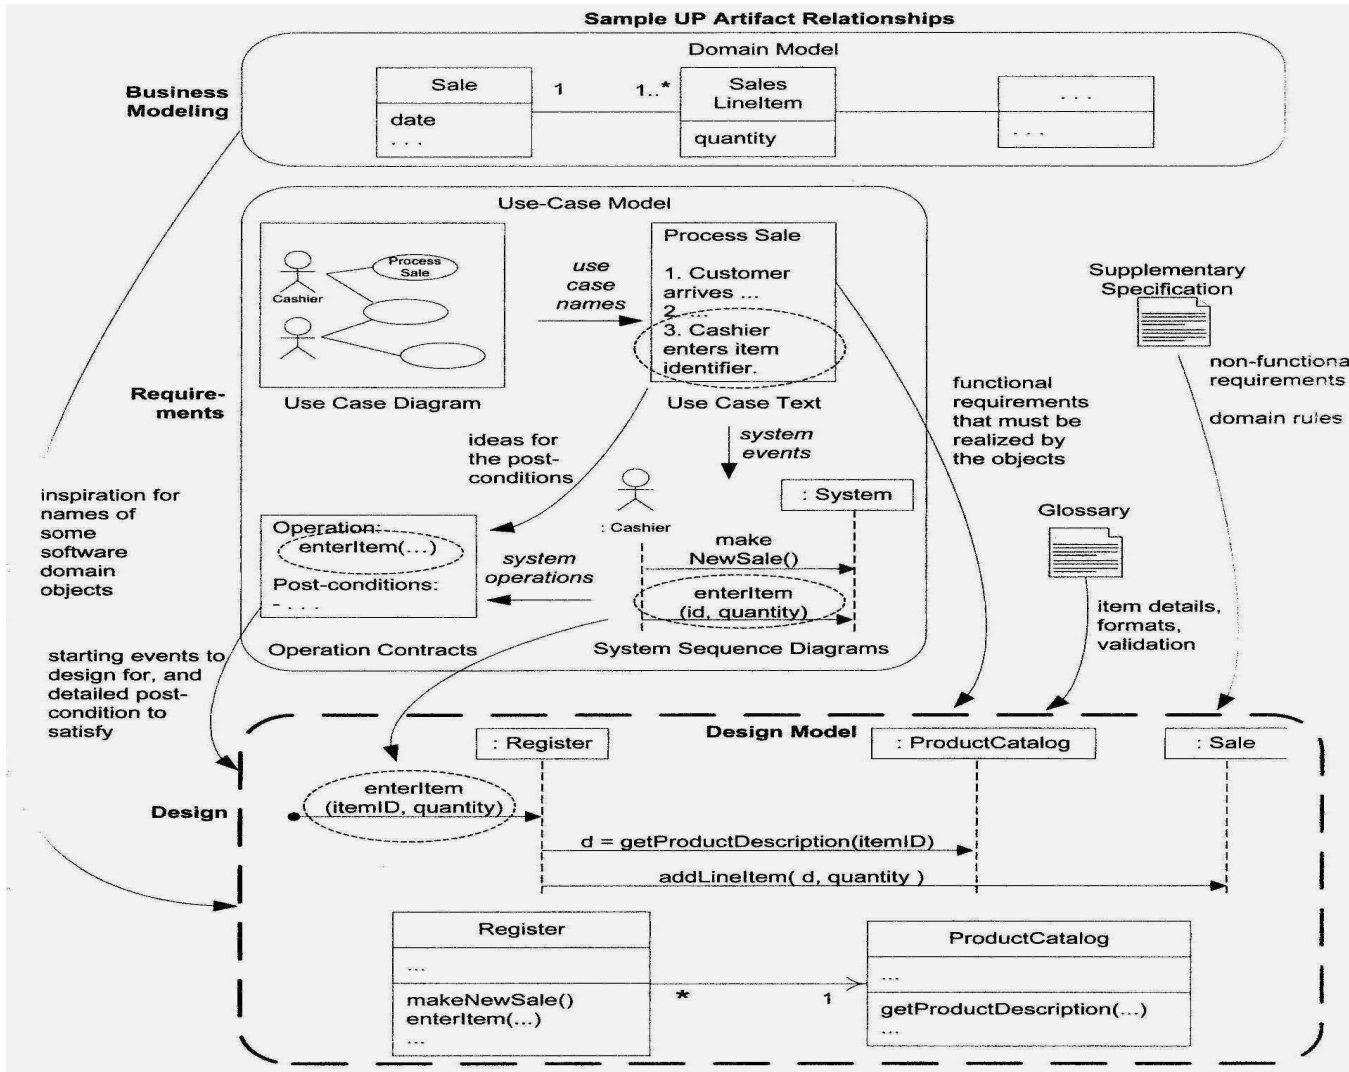 Sample UP Artifact Relationships
Domain Model
Business
Modeling
Sale
date
. . .
1
1..*
Sales
LineItem
quantity
. . .
. . .
Use-Case Model
Require-
ments
Process
Sale
Cashier
Use Case Diagram
use
case
names
Process Sale
1. Customer
arrives ...
2. ...
3. Cashier
enters item
identifier.
Use Case Text
ideas for
the post-
conditions
system
events
Operation:
enterItem(…)
Post-conditions:
- . . .
Operation Contracts
system
operations
: Cashier
: System
make
NewSale()
enterItem
(id, quantity)
System Sequence Diagrams
Supplementary
Specification
non-functional
requirements
domain rules
functional
requirements
that must be
realized by
the objects
Glossary
item details,
formats,
validation
inspiration for
names of
some
software
domain
objects
starting events to
design for, and
detailed post-
condition to
satisfy
Design Model
Design
: Register
: ProductCatalog
: Sale
enterItem
(itemID, quantity)
d = getProductDescription(itemID)
addLineItem( d, quantity )
Register
...
makeNewSale()
enterItem(...)
...
*
1
ProductCatalog
...
getProductDescription(...)
...